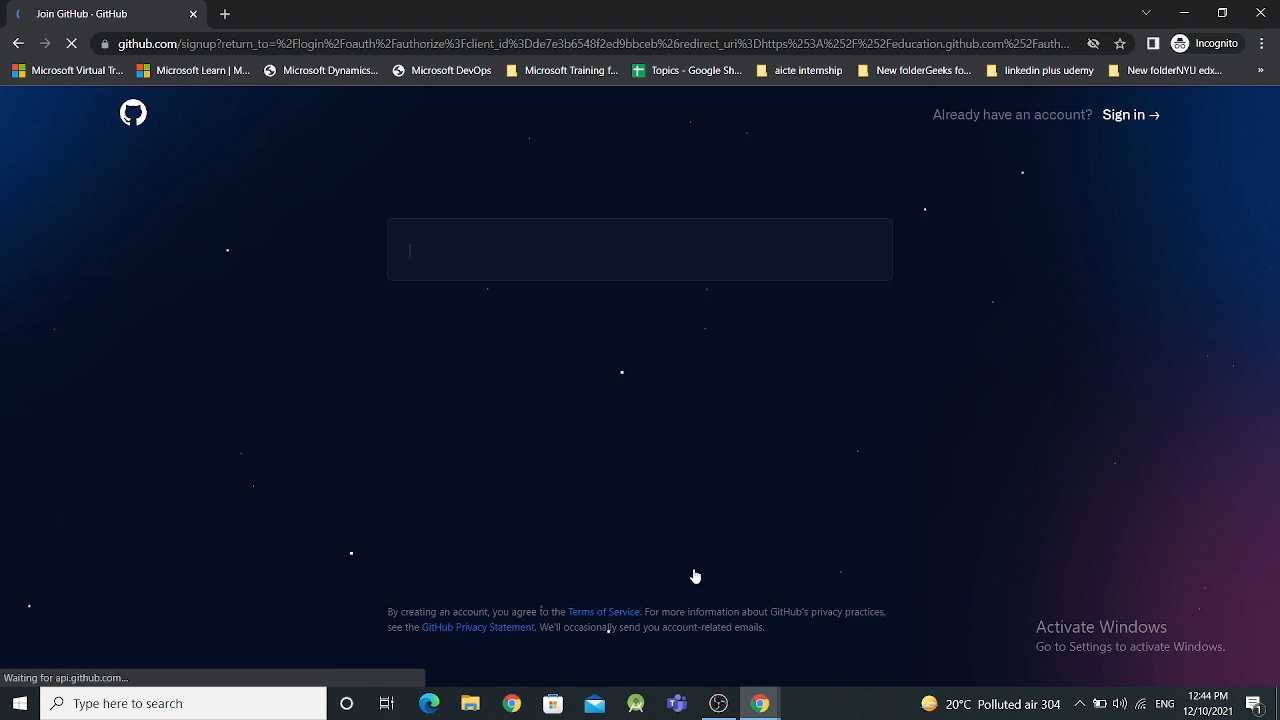 Join GitHub · GitHub
github.com/signup?return_to=%2Flogin%2Foauth%2Fauthorize%3Fclient_id%3Dde7e3b6548f2ed9bbceb%26redirect_uri%3Dhttps%253A%252F%252Feducation.github.com%252Fauth...
Incognito
Microsoft Virtual Tr...
Microsoft Learn | M...
Microsoft Dynamics...
Microsoft DevOps
Microsoft Training f...
Topics - Google Sh...
aicte internship
New folderGeeks fo...
linkedin plus udemy
New folderNYU edx...
»
Already have an account? Sign in →
By creating an account, you agree to the Terms of Service. For more information about GitHub's privacy practices,
see the GitHub Privacy Statement. We'll occasionally send you account-related emails.
Activate Windows
Go to Settings to activate Windows.
Waiting for api.github.com...
Type here to search
20°C Polluted air 304
ENG
12:44 PM
12/10/2021
1